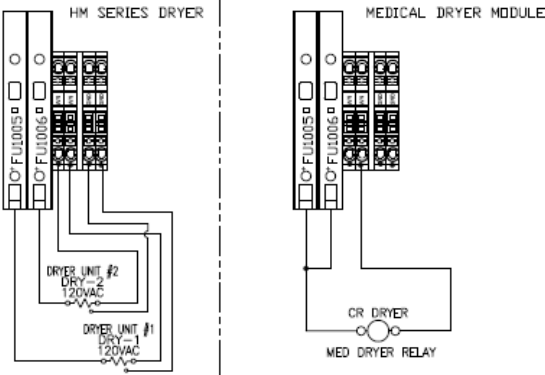 HM SERIES DRYER
MEDICAL DRYER MODULE
FU1005
FU1006
FU1005
FU1006
DRYER UNIT #2
DRY-2
120VAC
DRYER UNIT #1
DRY-1
120VAC
CR DRYER
MED DRYER RELAY